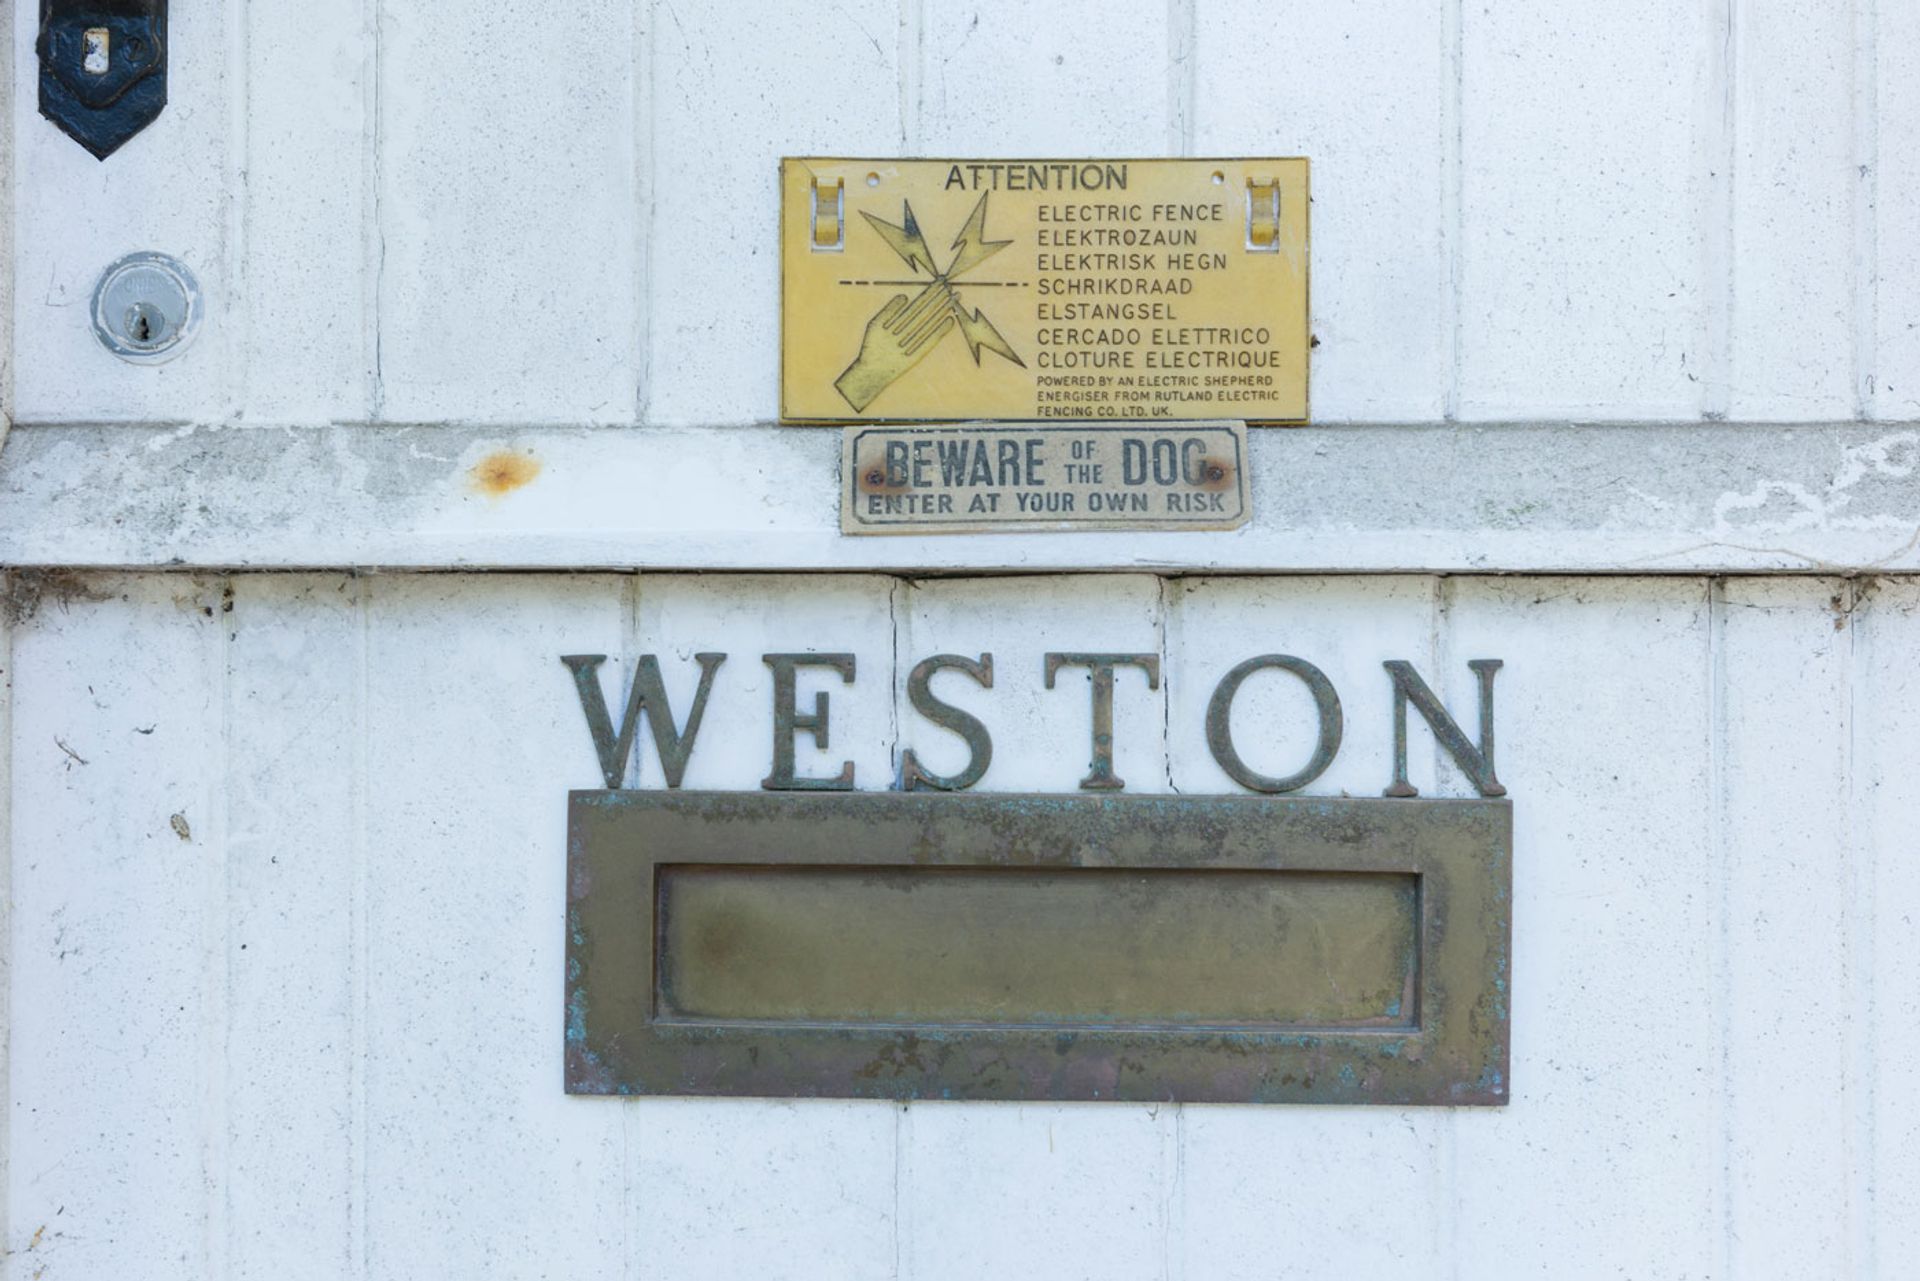 ATTENTION
ELECTRIC FENCE
ELEKTROZAUN
ELEKTRISK HEGN
SCHRIKDRAAD
ELSTANGSEL
CERCADO ELETTRICO
CLOTURE ELECTRIQUE
POWERED BY AN ELECTRIC SHEPHERD
ENERGISER FROM RUTLAND ELECTRIC
FENCING CO. LTD. UK.
BEWARE OF THE DOG
ENTER AT YOUR OWN RISK
WESTON